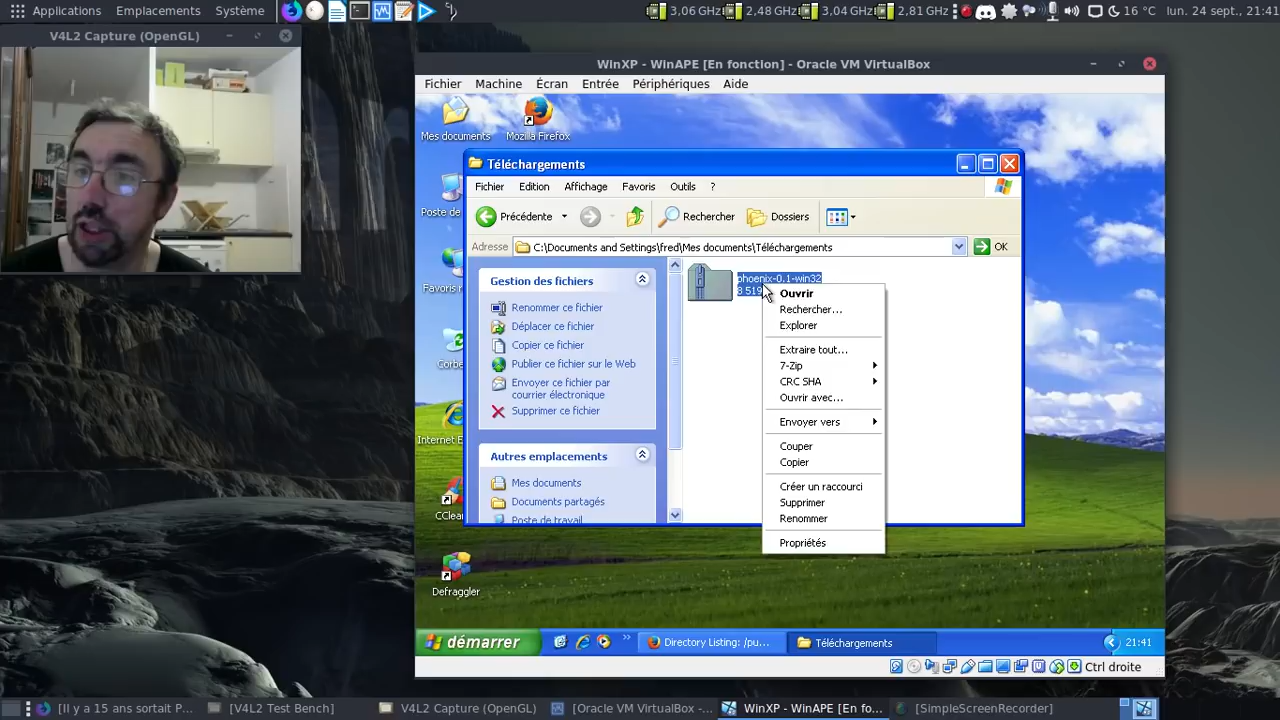 Applications Emplacements Système
3,06 GHz 2,48 GHz 3,04 GHz 2,81 GHz 16 °C lun. 24 sept., 21:41
V4L2 Capture (OpenGL)
WinXP - WinAPE [En fonction] - Oracle VM VirtualBox
Fichier Machine Écran Entrée Périphériques Aide
Mes documents Mozilla Firefox
Téléchargements
Fichier Edition Affichage Favoris Outils ?
Poste de
Précédente Rechercher Dossiers
Adresse C:\Documents and Settings\fred\Mes documents\Téléchargements OK
Favoris r
Corbe
Internet E
CClean
Defraggler
Gestion des fichiers
Renommer ce fichier
Déplacer ce fichier
Copier ce fichier
Publier ce fichier sur le Web
Envoyer ce fichier par
courrier électronique
Supprimer ce fichier
Autres emplacements
Mes documents
Documents partagés
Poste de travail
phoenix-0.1-win32
8 519
Ouvrir
Rechercher...
Explorer
Extraire tout...
7-Zip
CRC SHA
Ouvrir avec...
Envoyer vers
Couper
Copier
Créer un raccourci
Supprimer
Renommer
Propriétés
démarrer Directory Listing: /pu... Téléchargements 21:41
Ctrl droite
[Il y a 15 ans sortait P... [V4L2 Test Bench] V4L2 Capture (OpenGL) [Oracle VM VirtualBox -... WinXP - WinAPE [En fo... [SimpleScreenRecorder]